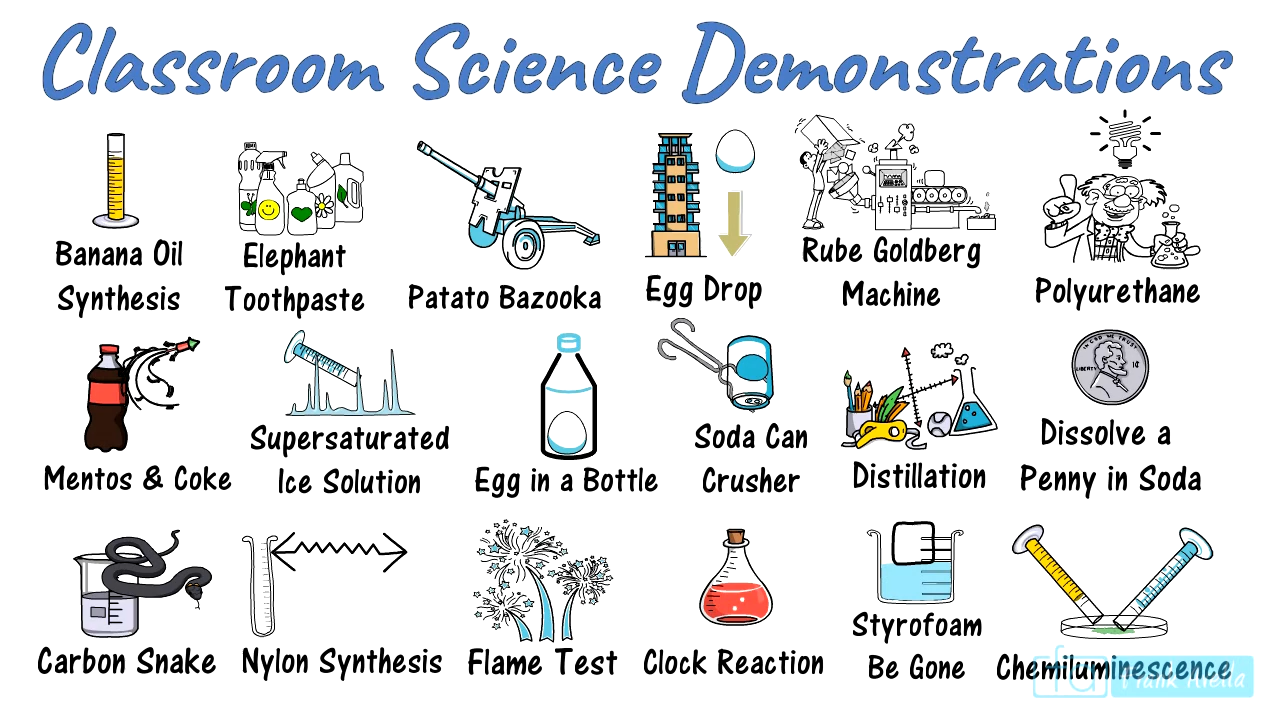 Classroom Science Demonstrations
Banana Oil
Synthesis
Elephant
Toothpaste
Patato Bazooka
Egg Drop
Rube Goldberg
Machine
Polyurethane
Mentos & Coke
Supersaturated
Ice Solution
Egg in a Bottle
Soda Can
Crusher
Distillation
LIBERTY
1¢
Dissolve a
Penny in Soda
Carbon Snake
Nylon Synthesis
Flame Test
Clock Reaction
Styrofoam
Be Gone
Chemiluminescence